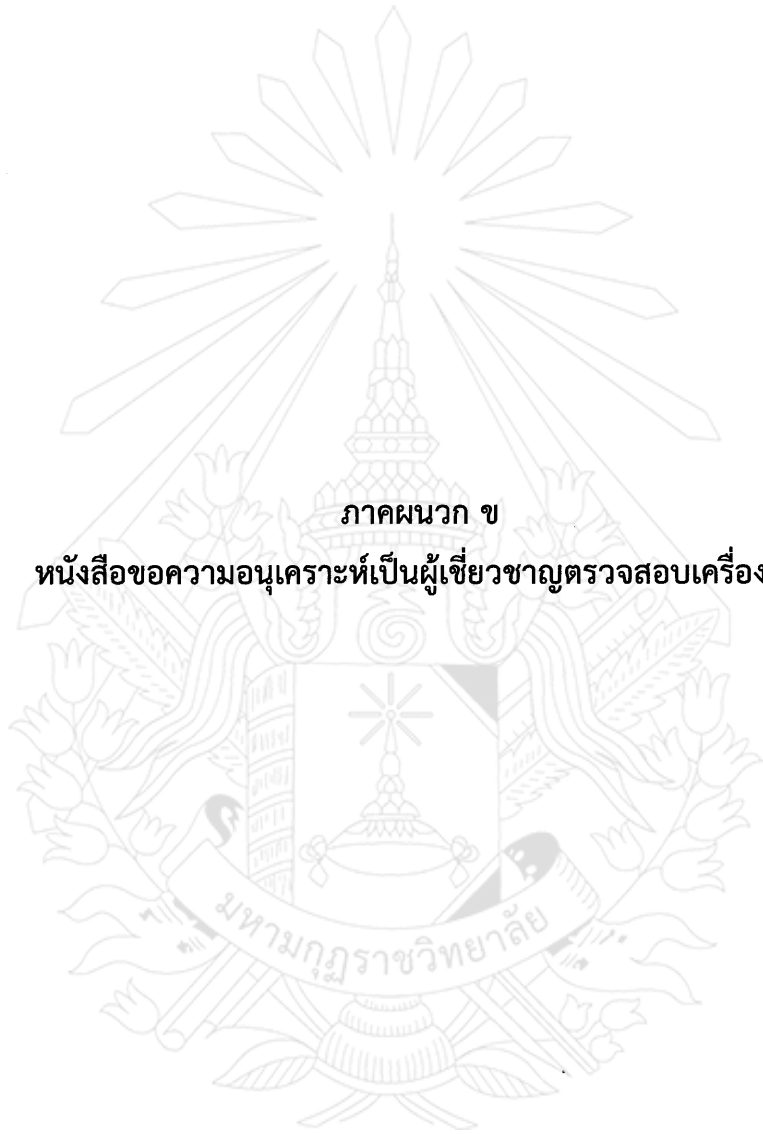 ภาคผนวก ข
หนังสือขอความอนุเคราะห์เป็นผู้เชี่ยวชาญตรวจสอบเครื่อง
มหามกุฏราชวิทยาลัย